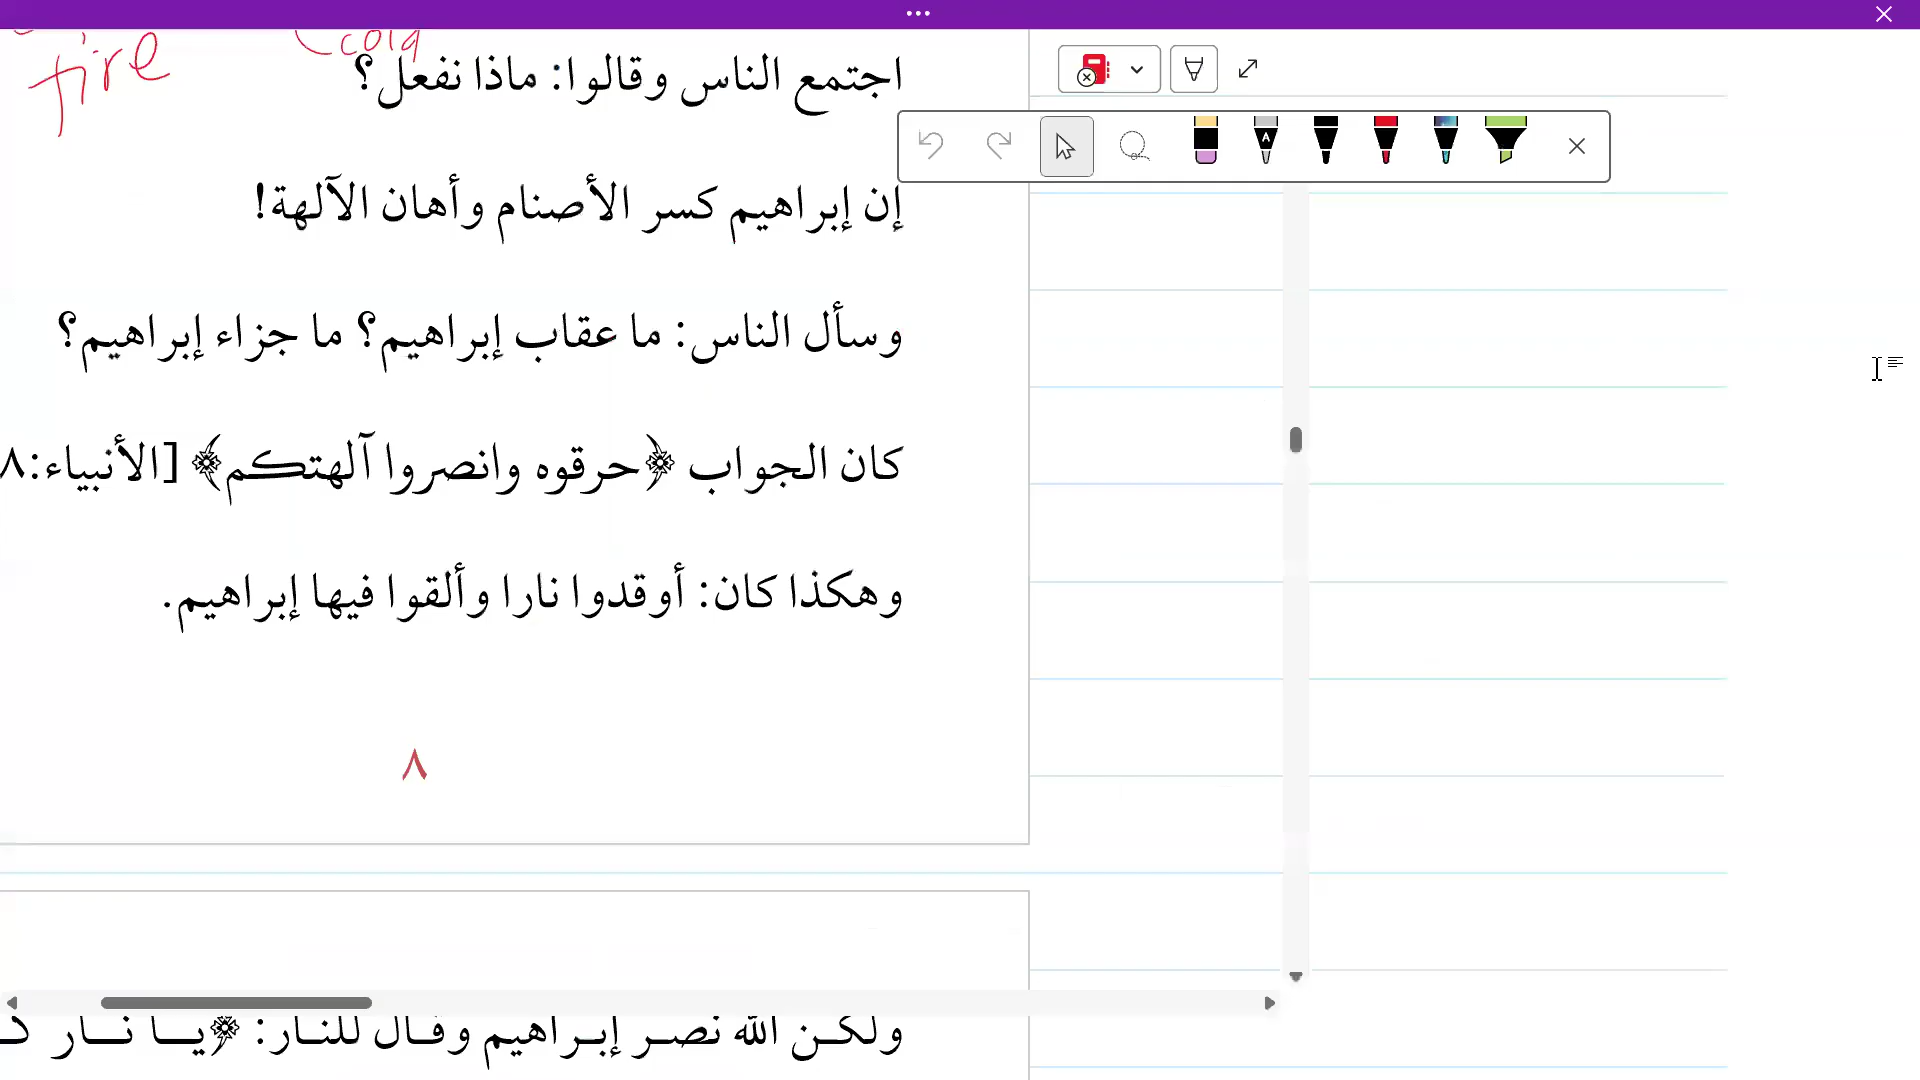 fire
cold
اجتمع الناس وقالوا: ماذا نفعل؟
إن إبراهيم كسر الأصنام وأهان الآلهة!
وسأل الناس: ما عقاب إبراهيم؟ ما جزاء إبراهيم؟
كان الجواب ﴿حرقوه وانصروا آلهتكم﴾ [الأنبياء:٨
وهكذا كان: أوقدوا نارا وألقوا فيها إبراهيم.
٨
ولكن الله نصر إبراهيم وقال للنار: ﴿يا نار